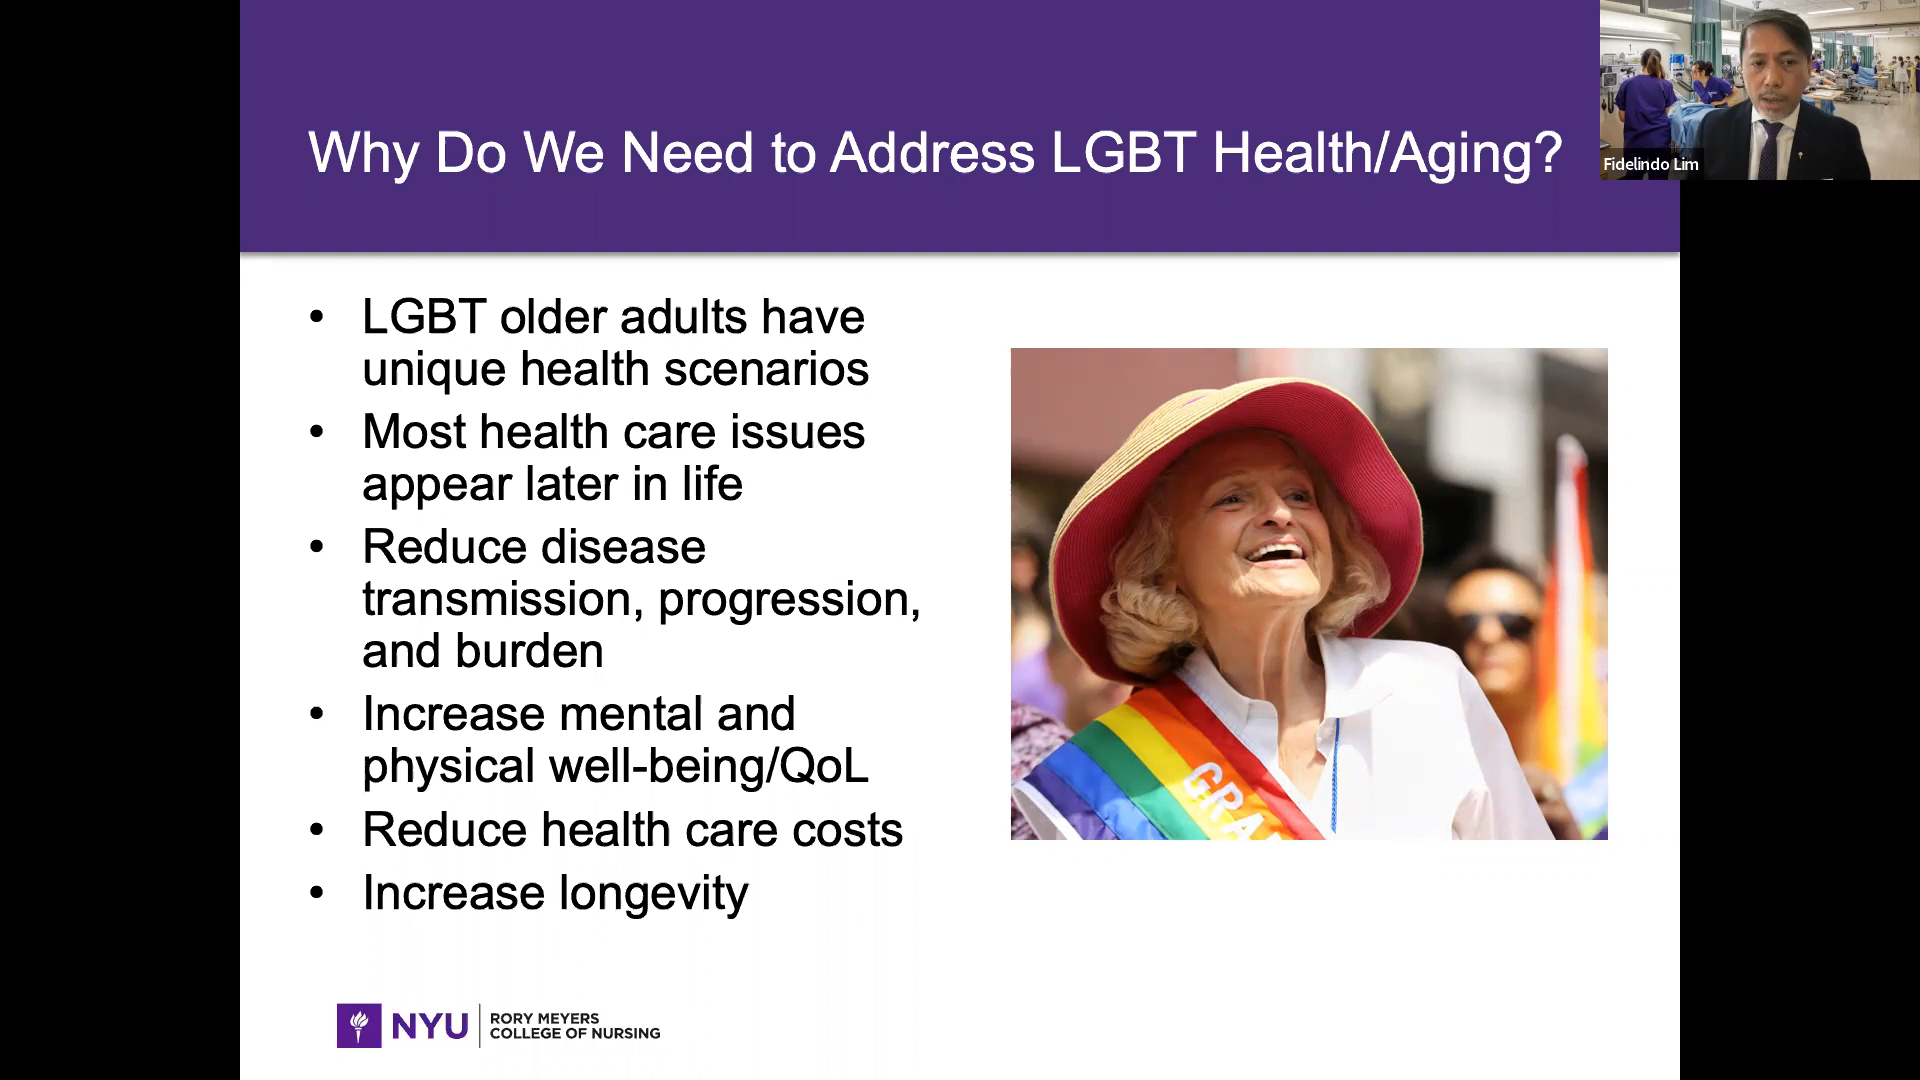 Why Do We Need to Address LGBT Health/Aging?
Fidelindo Lim
• LGBT older adults have
unique health scenarios
• Most health care issues
appear later in life
• Reduce disease
transmission, progression,
and burden
• Increase mental and
physical well-being/QoL
• Reduce health care costs
• Increase longevity
GRA
NYU
RORY MEYERS
COLLEGE OF NURSING